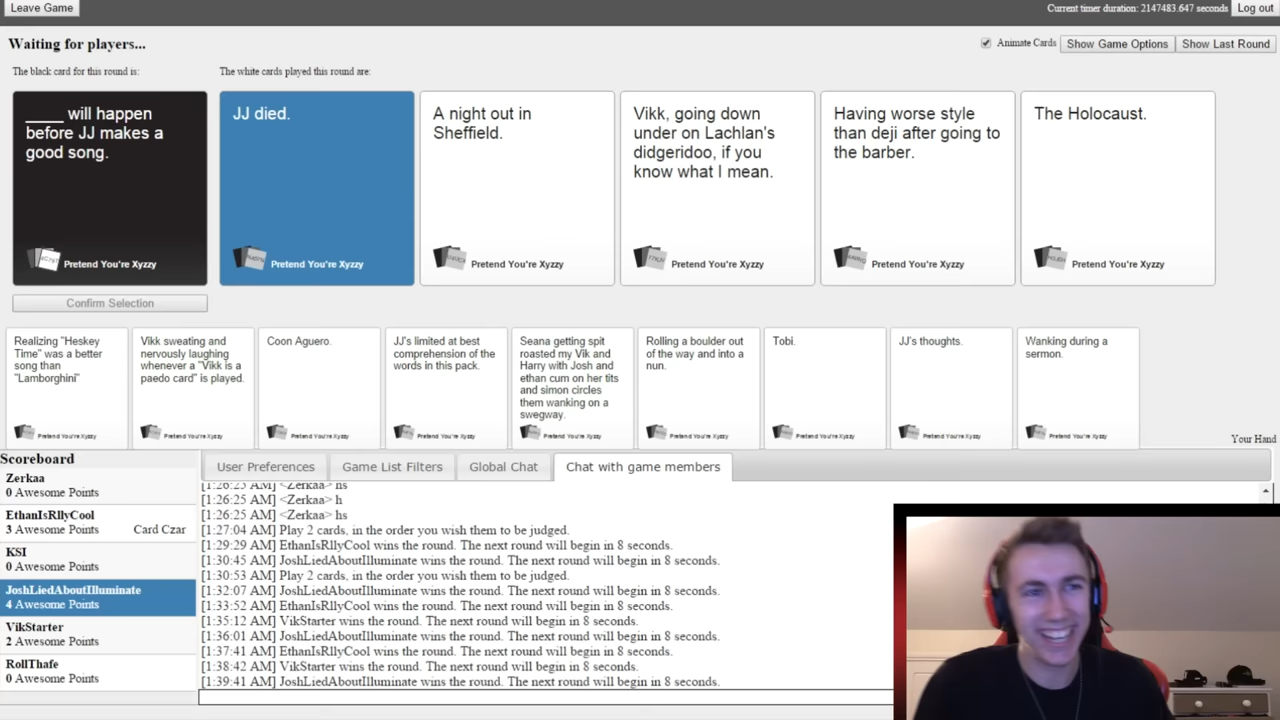 Leave Game
Current timer duration: 2147483.647 seconds
Log out
Waiting for players...
Animate Cards
Show Game Options
Show Last Round
The black card for this round is:
The white cards played this round are:
____ will happen
before JJ makes a
good song.
Pretend You're Xyzzy
JJ died.
Pretend You're Xyzzy
A night out in
Sheffield.
Pretend You're Xyzzy
Vikk, going down
under on Lachlan's
didgeridoo, if you
know what I mean.
Pretend You're Xyzzy
Having worse style
than deji after going to
the barber.
Pretend You're Xyzzy
The Holocaust.
Pretend You're Xyzzy
Confirm Selection
Realizing "Heskey
Time" was a better
song than
"Lamborghini"
Pretend You're Xyzzy
Vikk sweating and
nervously laughing
whenever a "Vikk is a
paedo card" is played.
Pretend You're Xyzzy
Coon Aguero.
Pretend You're Xyzzy
JJ's limited at best
comprehension of the
words in this pack.
Pretend You're Xyzzy
Seana getting spit
roasted my Vik and
Harry with Josh and
ethan cum on her tits
and simon circles
them wanking on a
swegway.
Pretend You're Xyzzy
Rolling a boulder out
of the way and into a
nun.
Pretend You're Xyzzy
Tobi.
Pretend You're Xyzzy
JJ's thoughts.
Pretend You're Xyzzy
Wanking during a
sermon.
Pretend You're Xyzzy
Your Hand
Scoreboard
Zerkaa
0 Awesome Points
EthanIsRllyCool
3 Awesome Points
Card Czar
KSI
0 Awesome Points
JoshLiedAboutIlluminate
4 Awesome Points
VikStarter
2 Awesome Points
RollThafe
0 Awesome Points
User Preferences
Game List Filters
Global Chat
Chat with game members
[1:26:25 AM] <Zerkaa> hs
[1:26:25 AM] <Zerkaa> h
[1:26:25 AM] <Zerkaa> hs
[1:27:04 AM] Play 2 cards, in the order you wish them to be judged.
[1:29:29 AM] EthanIsRllyCool wins the round. The next round will begin in 8 seconds.
[1:30:45 AM] JoshLiedAboutIlluminate wins the round. The next round will begin in 8 seconds.
[1:30:53 AM] Play 2 cards, in the order you wish them to be judged.
[1:32:07 AM] JoshLiedAboutIlluminate wins the round. The next round will begin in 8 seconds.
[1:33:52 AM] EthanIsRllyCool wins the round. The next round will begin in 8 seconds.
[1:35:12 AM] VikStarter wins the round. The next round will begin in 8 seconds.
[1:36:01 AM] JoshLiedAboutIlluminate wins the round. The next round will begin in 8 seconds.
[1:37:41 AM] EthanIsRllyCool wins the round. The next round will begin in 8 seconds.
[1:38:42 AM] VikStarter wins the round. The next round will begin in 8 seconds.
[1:39:41 AM] JoshLiedAboutIlluminate wins the round. The next round will begin in 8 seconds.